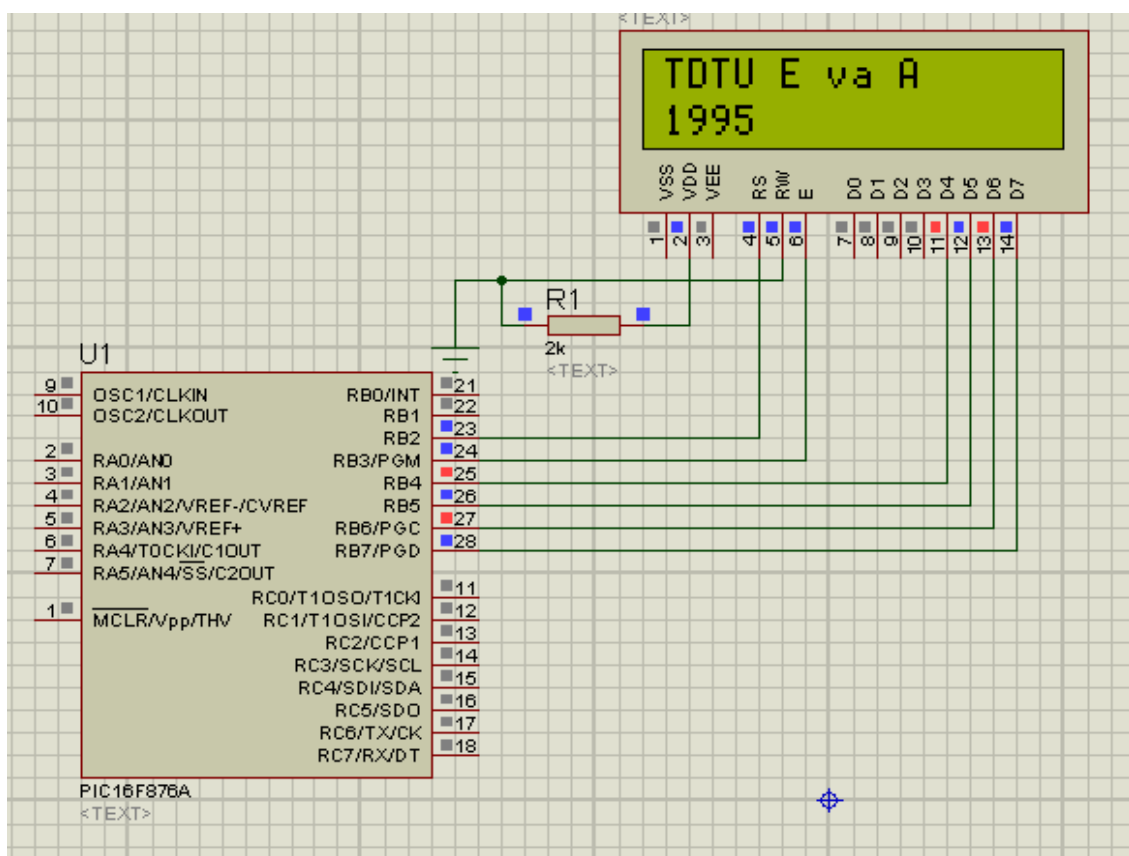 <TEXT>
TDTU E va A
1995
VSS VDD VEE RS RW E D0 D1 D2 D3 D4 D5 D6 D7
1 2 3 4 5 6 7 8 9 10 11 12 13 14
R1
2k
<TEXT>
U1
9 OSC1/CLKIN RB0/INT 21
10 OSC2/CLKOUT RB1 22
RB2 23
2 RA0/AN0 RB3/PGM 24
3 RA1/AN1 RB4 25
4 RA2/AN2/VREF-/CVREF RB5 26
5 RA3/AN3/VREF+ RB6/PGC 27
6 RA4/T0CKI/C1OUT RB7/PGD 28
7 RA5/AN4/SS/C2OUT
RC0/T1OSO/T1CKI 11
1 MCLR/Vpp/THV RC1/T1OSI/CCP2 12
RC2/CCP1 13
RC3/SCK/SCL 14
RC4/SDI/SDA 15
RC5/SDO 16
RC6/TX/CK 17
RC7/RX/DT 18
PIC16F876A
<TEXT>